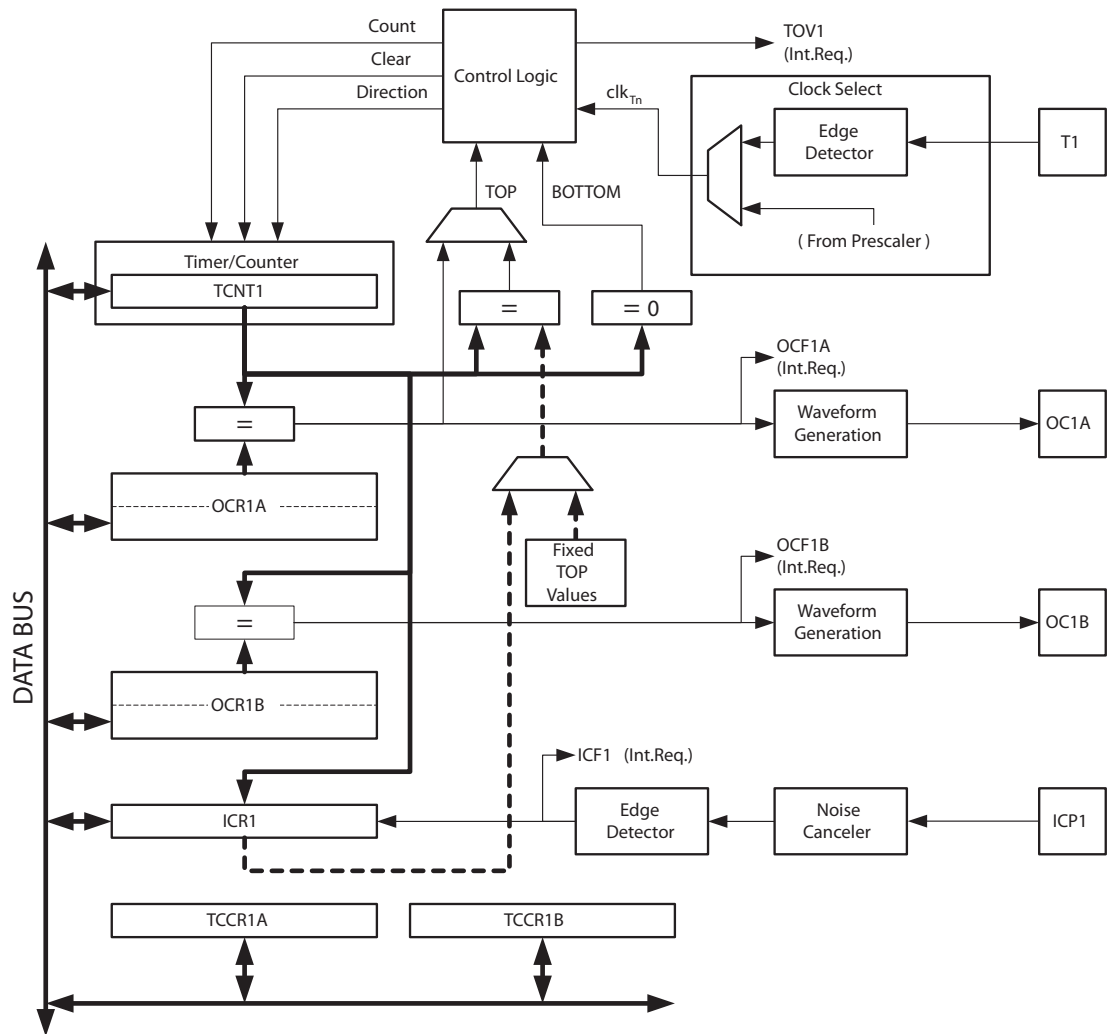 Count
TOV1
(Int.Req.)
Clear
Control Logic
Clock Select
Direction
clkTn
Edge
Detector
T1
TOP
BOTTOM
( From Prescaler )
Timer/Counter
TCNT1
=
= 0
OCF1A
(Int.Req.)
=
Waveform
Generation
OC1A
OCR1A
Fixed
TOP
Values
OCF1B
(Int.Req.)
=
Waveform
Generation
OC1B
DATA BUS
OCR1B
ICF1 (Int.Req.)
ICR1
Edge
Detector
Noise
Canceler
ICP1
TCCR1A
TCCR1B